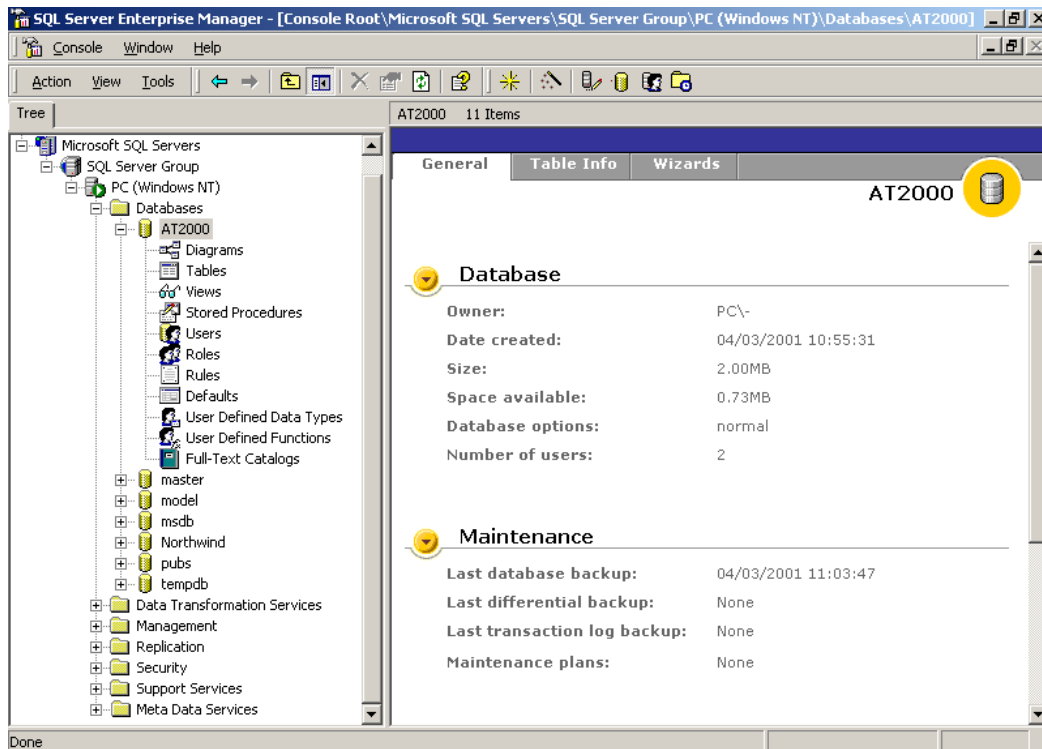 SQL Server Enterprise Manager - [Console Root\Microsoft SQL Servers\SQL Server Group\PC (Windows NT)\Databases\AT2000]
Console Window Help
Action View Tools
Tree
AT2000 11 Items
Microsoft SQL Servers
SQL Server Group
PC (Windows NT)
Databases
AT2000
Diagrams
Tables
Views
Stored Procedures
Users
Roles
Rules
Defaults
User Defined Data Types
User Defined Functions
Full-Text Catalogs
master
model
msdb
Northwind
pubs
tempdb
Data Transformation Services
Management
Replication
Security
Support Services
Meta Data Services
General Table Info Wizards
AT2000
Database
Owner: PC\-
Date created: 04/03/2001 10:55:31
Size: 2.00MB
Space available: 0.73MB
Database options: normal
Number of users: 2
Maintenance
Last database backup: 04/03/2001 11:03:47
Last differential backup: None
Last transaction log backup: None
Maintenance plans: None
Done